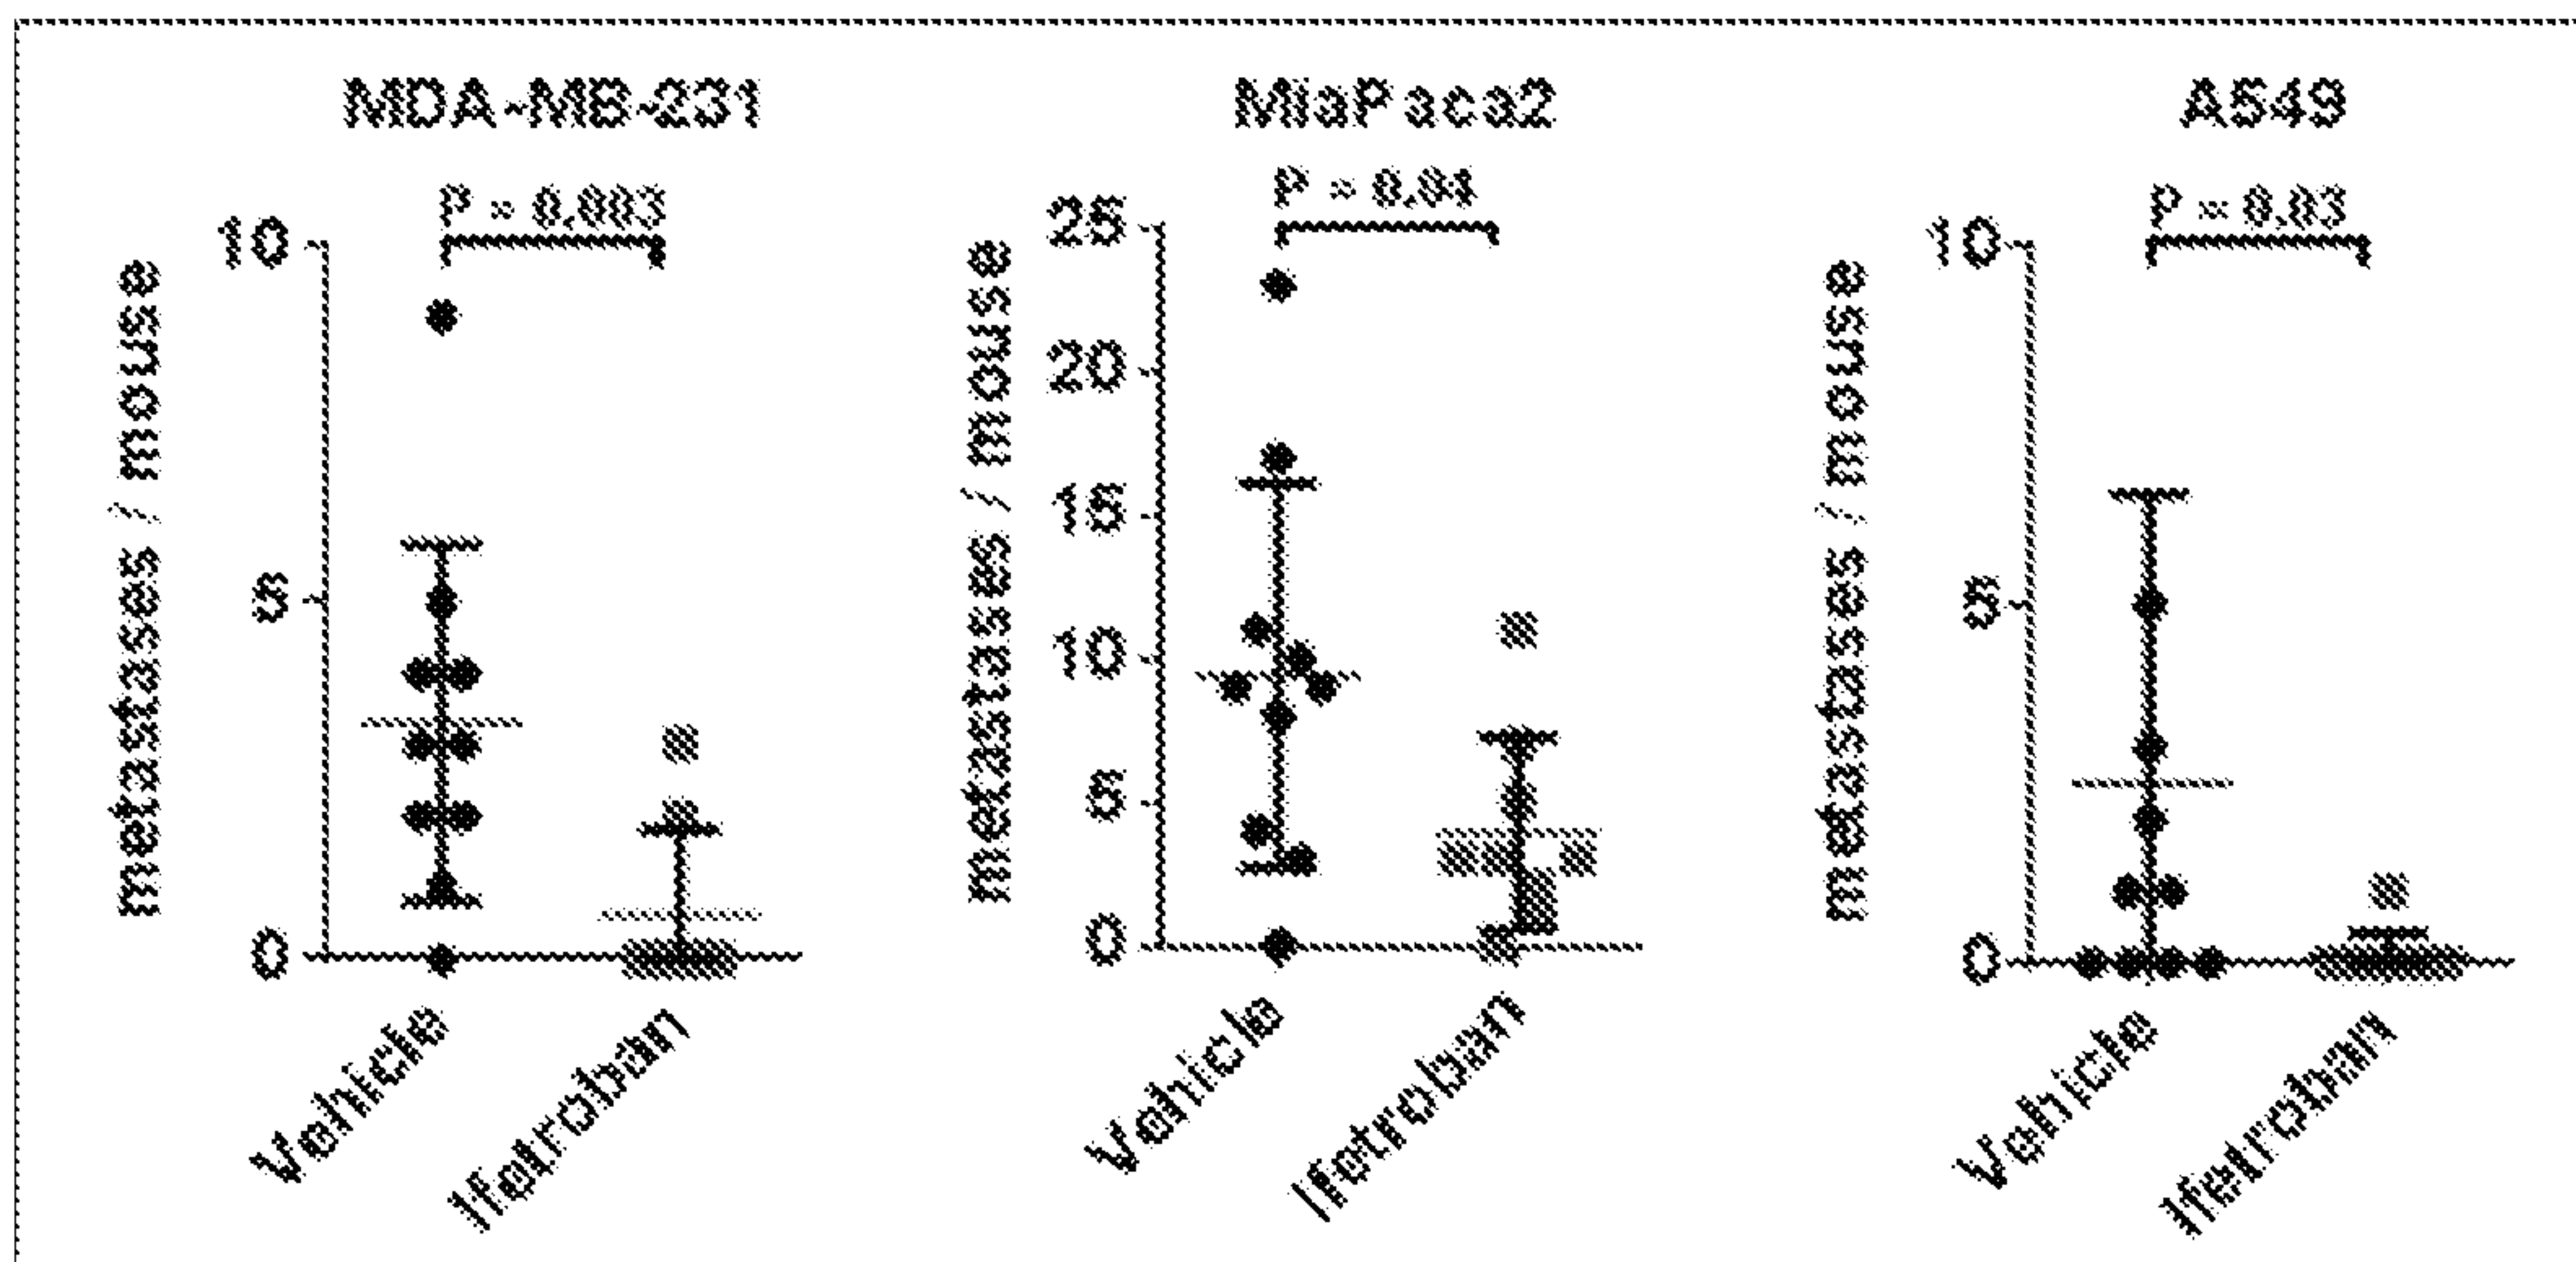 MDA-MB-231
P = 0.003
metastases / mouse
10
5
0
Vehicle
Ifetroban
MiaPaca2
P = 0.04
metastases / mouse
25
20
15
10
5
0
Vehicle
Ifetroban
A549
P = 0.03
metastases / mouse
10
5
0
Vehicle
Ifetroban